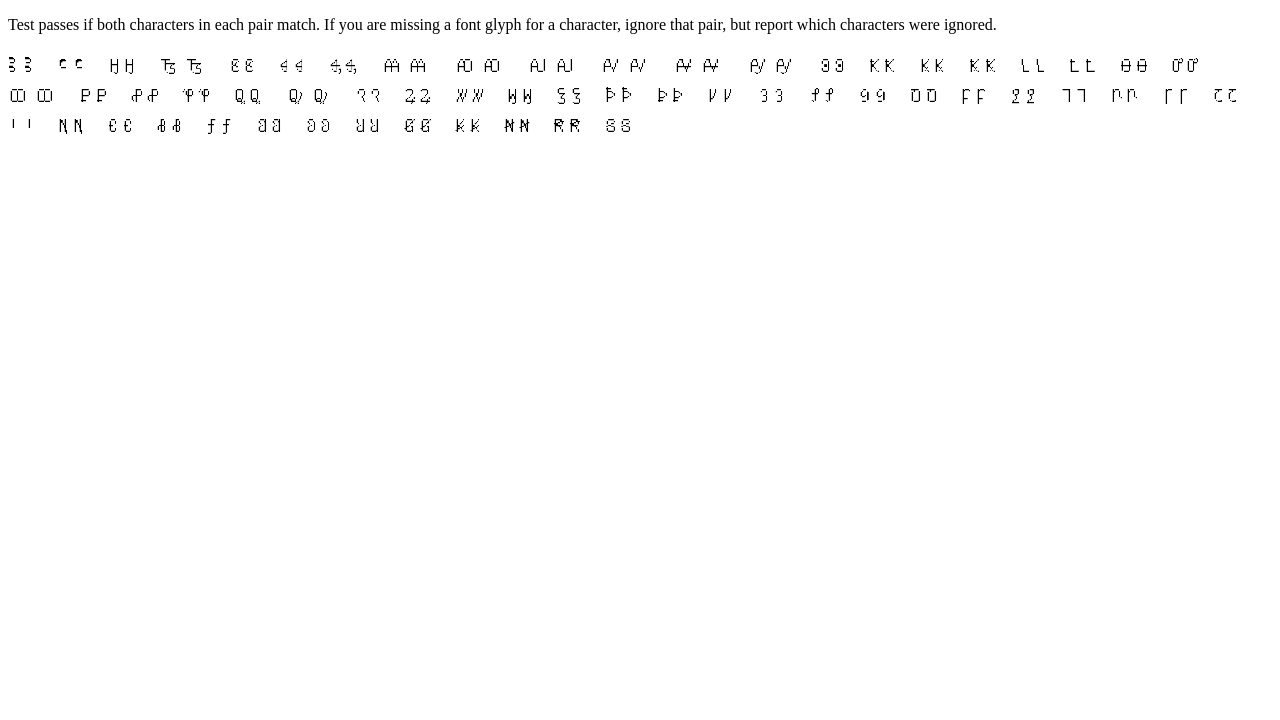 Test passes if both characters in each pair match. If you are missing a font glyph for a character, ignore that pair, but report which characters were ignored.
Ꜣ Ꜣ Ꜥ Ꜥ Ꜧ Ꜧ Ꜩ Ꜩ Ꜫ Ꜫ Ꜭ Ꜭ Ꜯ Ꜯ Ꜳ Ꜳ Ꜵ Ꜵ Ꜷ Ꜷ Ꜹ Ꜹ Ꜻ Ꜻ Ꜽ Ꜽ Ꜿ Ꜿ Ꝁ Ꝁ Ꝃ Ꝃ Ꝅ Ꝅ Ꝇ Ꝇ Ꝉ Ꝉ Ꝋ Ꝋ Ꝍ Ꝍ
Ꝏ Ꝏ Ꝑ Ꝑ Ꝓ Ꝓ Ꝕ Ꝕ Ꝗ Ꝗ Ꝙ Ꝙ Ꝛ Ꝛ Ꝝ Ꝝ Ꝟ Ꝟ Ꝡ Ꝡ Ꝣ Ꝣ Ꝥ Ꝥ Ꝧ Ꝧ Ꝩ Ꝩ Ꝫ Ꝫ Ꝭ Ꝭ Ꝯ Ꝯ Ꝺ Ꝺ Ꝼ Ꝼ Ꝿ Ꝿ Ꞁ Ꞁ Ꞃ Ꞃ Ꞅ Ꞅ Ꞇ Ꞇ
Ꞌ Ꞌ Ꞑ Ꞑ Ꞓ Ꞓ Ꞗ Ꞗ Ꞙ Ꞙ Ꞛ Ꞛ Ꞝ Ꞝ Ꞟ Ꞟ Ꞡ Ꞡ Ꞣ Ꞣ Ꞥ Ꞥ Ꞧ Ꞧ Ꞩ Ꞩ